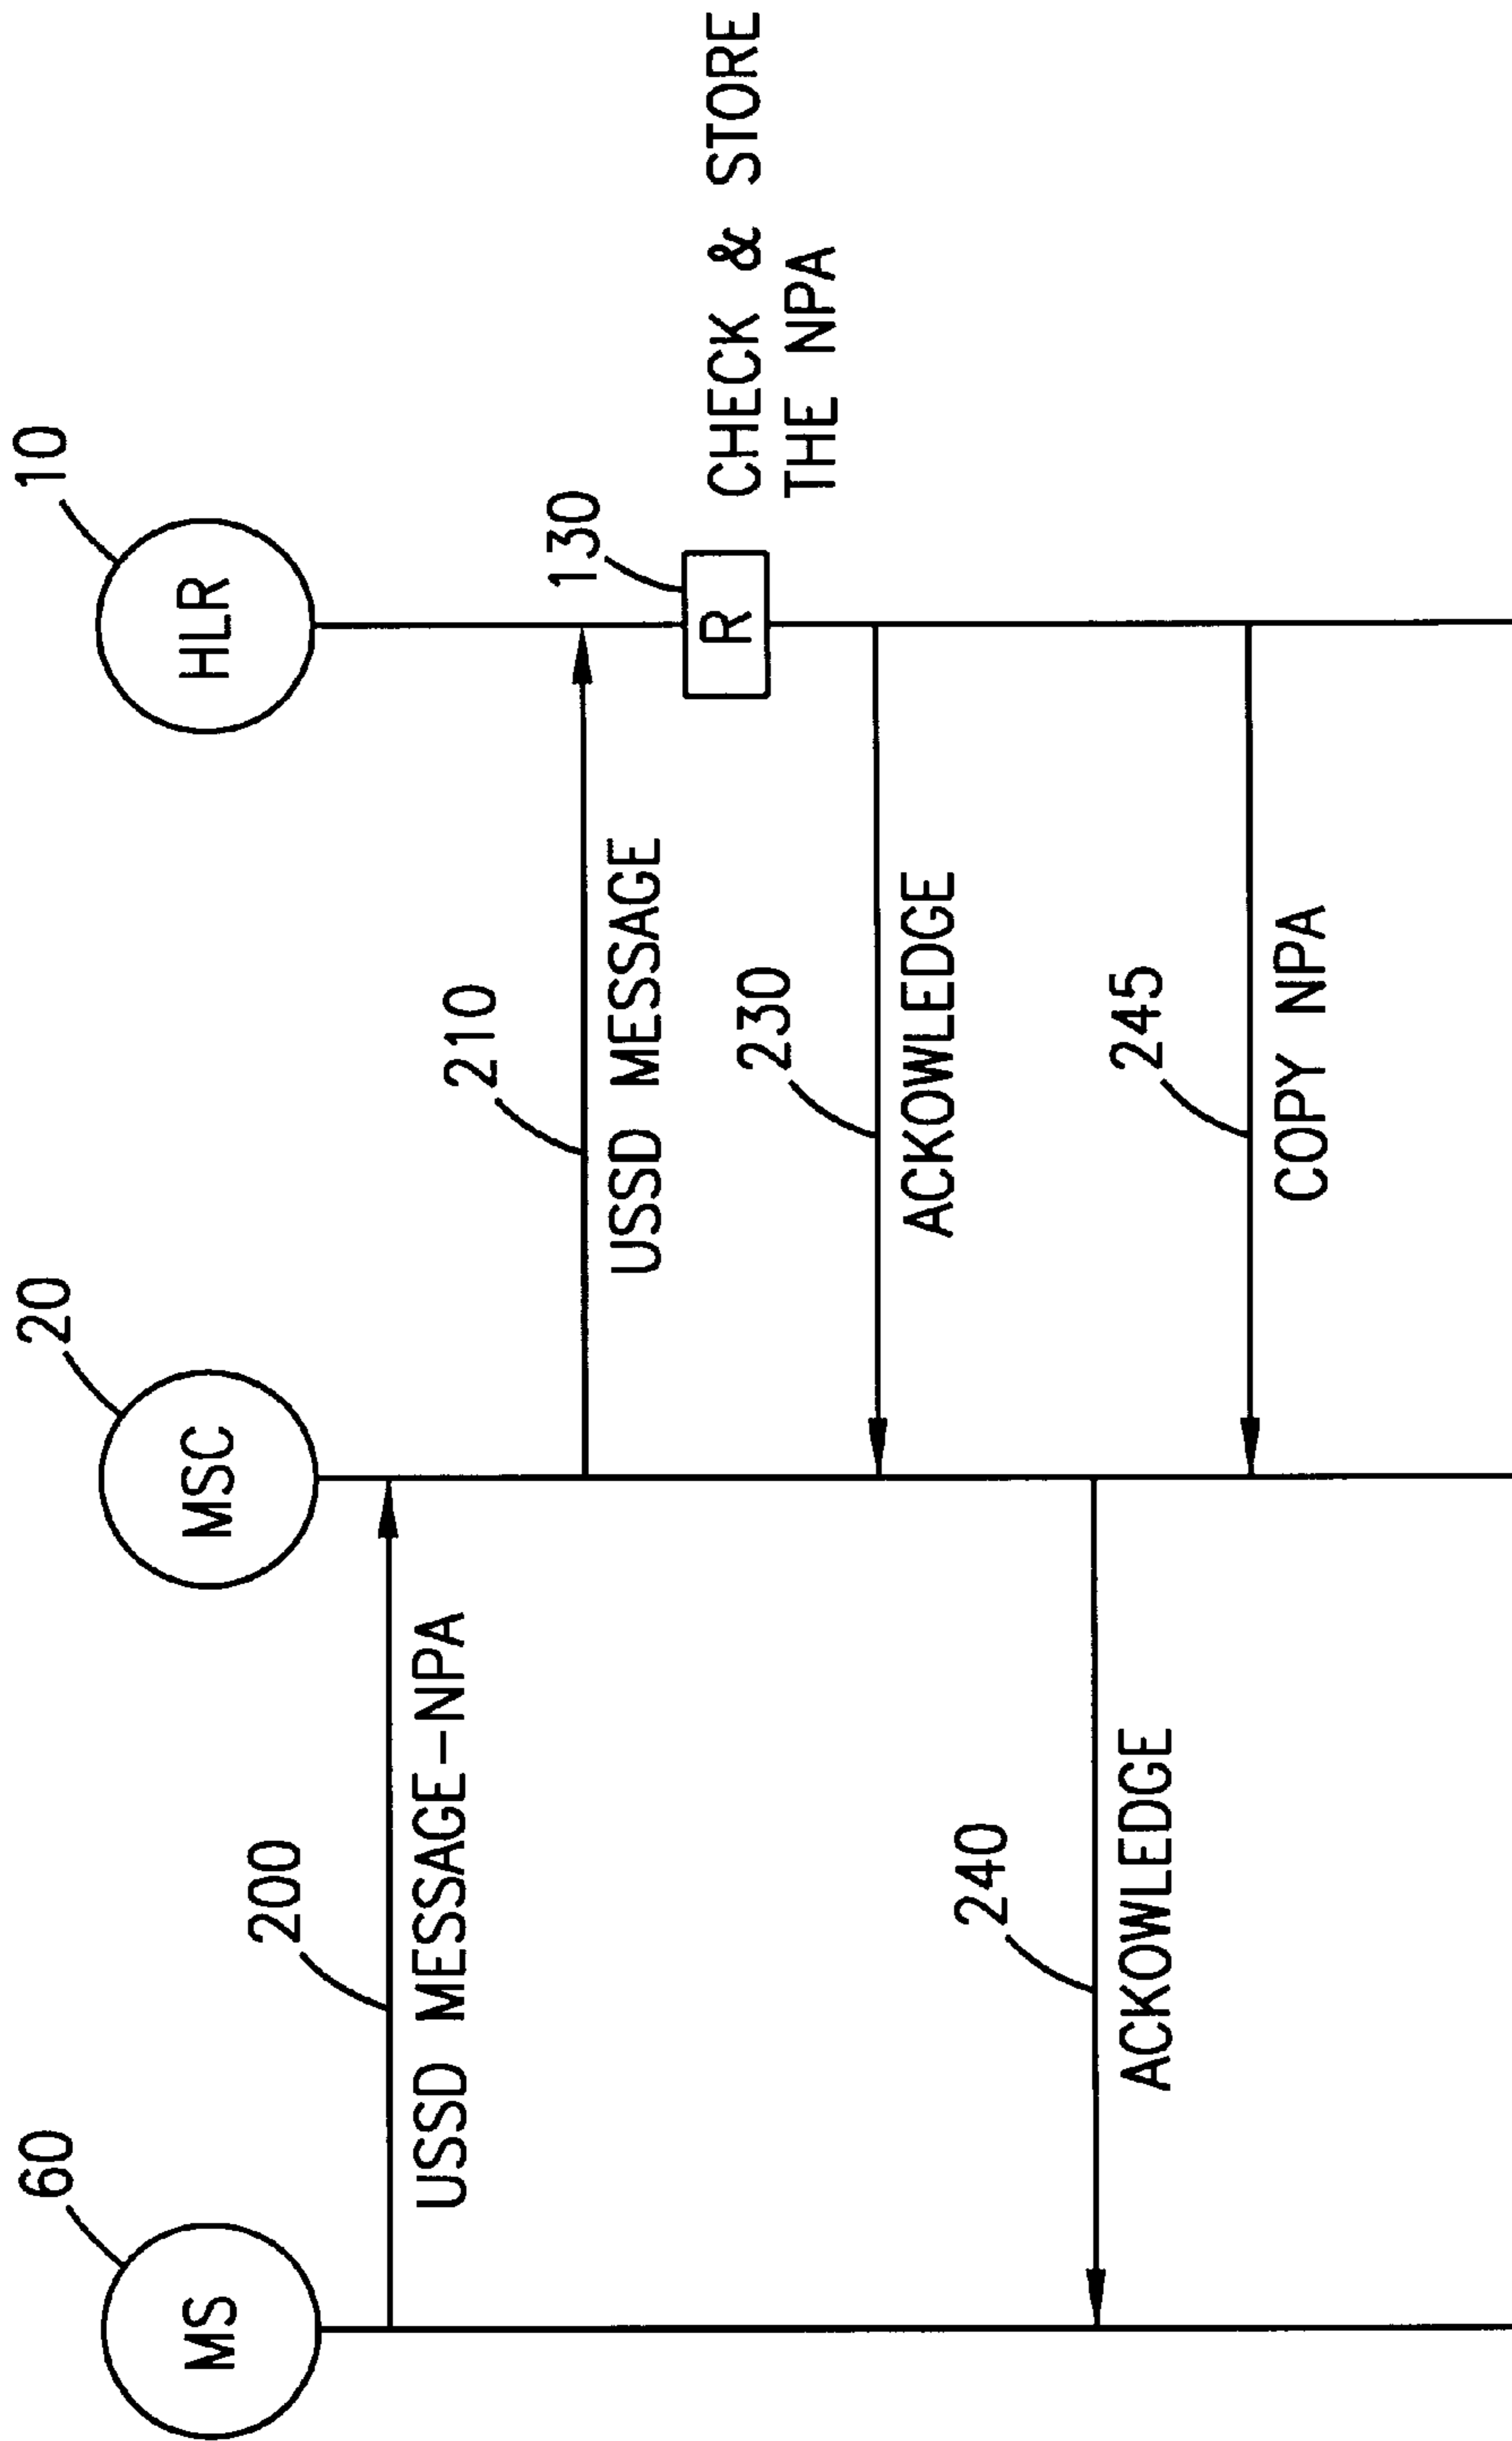 60
MS
20
MSC
10
HLR
200
USSD MESSAGE-NPA
210
USSD MESSAGE
130
R
CHECK & STORE
THE NPA
230
ACKOWLEDGE
240
ACKOWLEDGE
245
COPY NPA